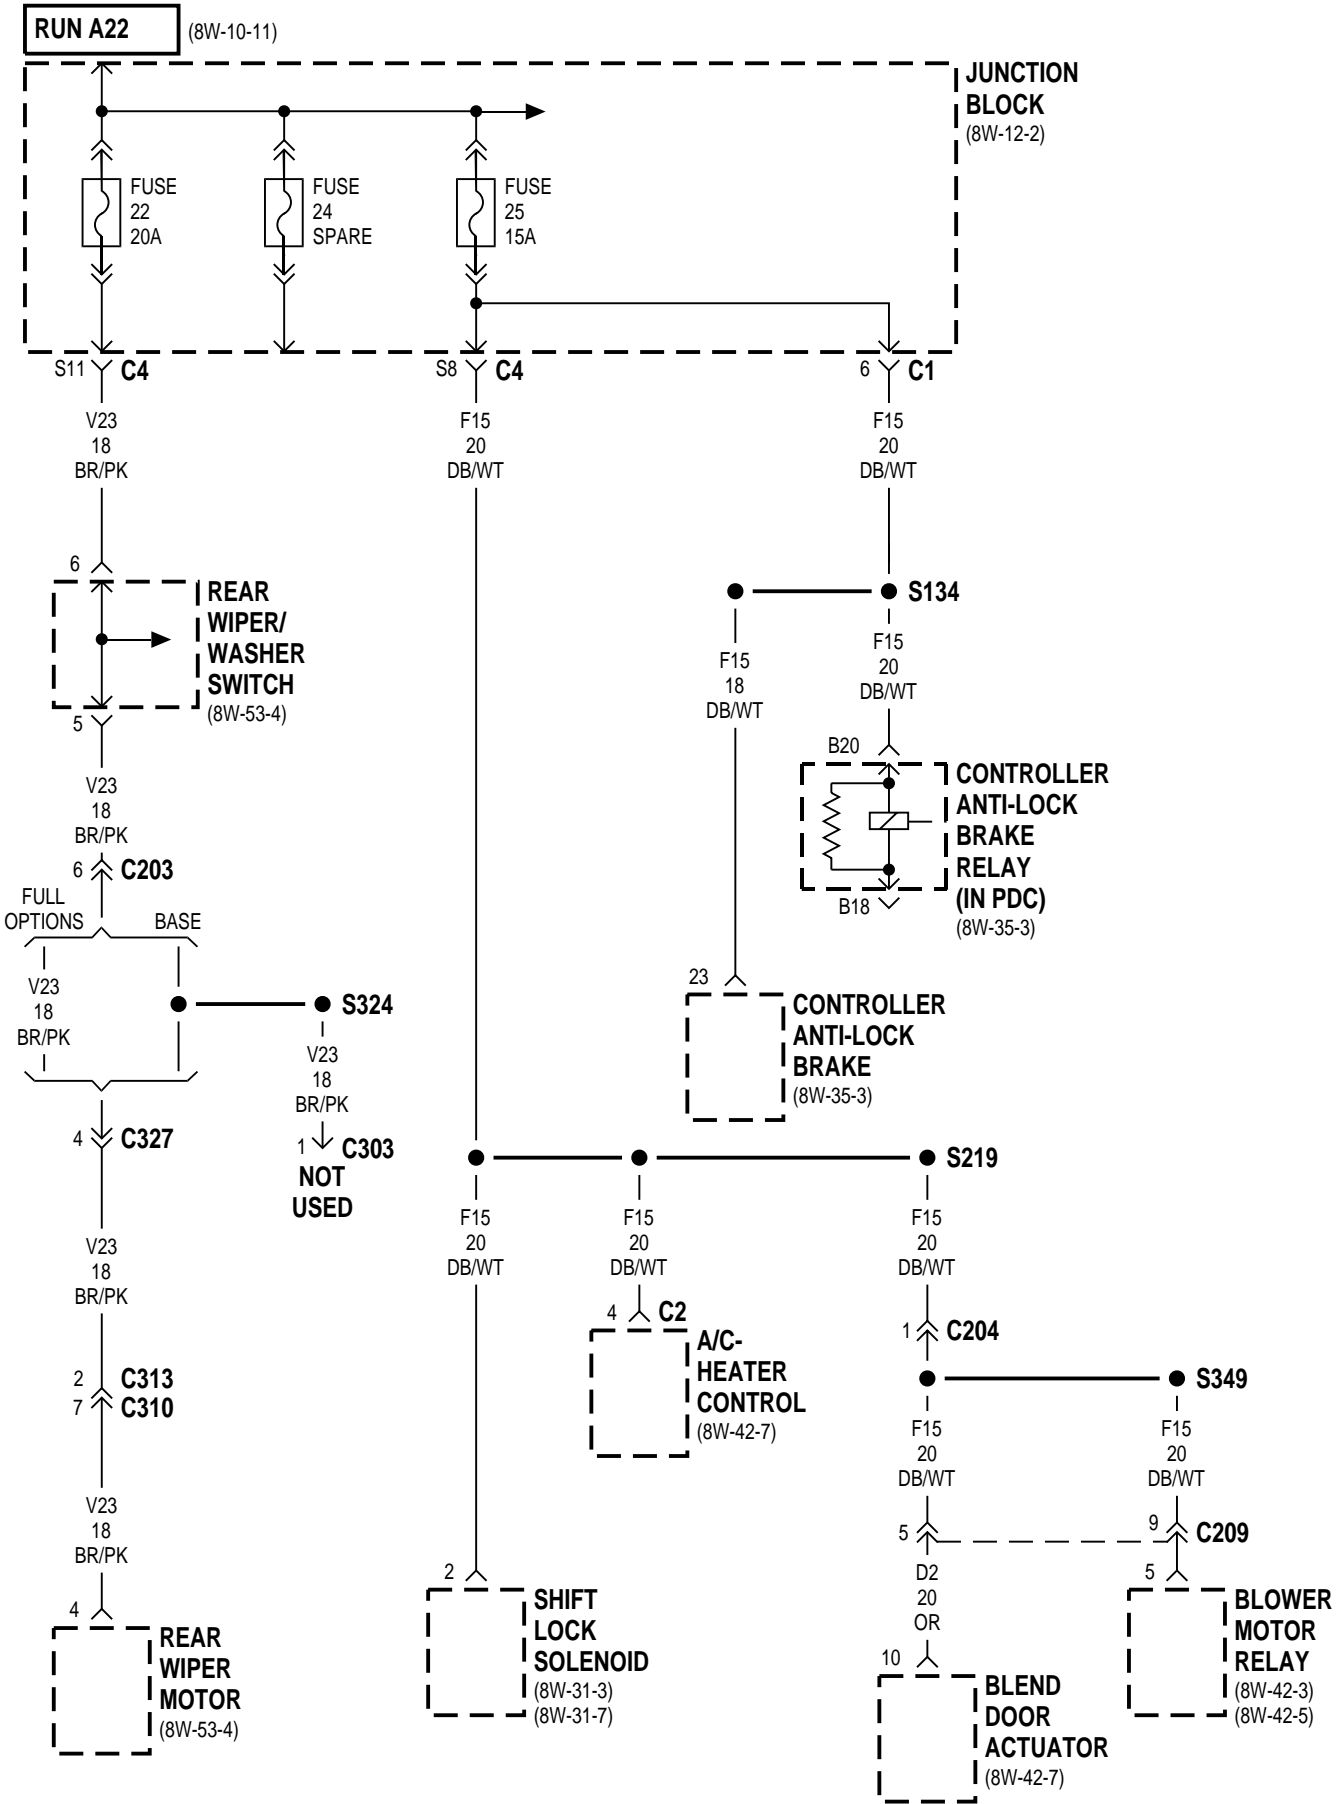 RUN A22
(8W-10-11)
JUNCTION
BLOCK
(8W-12-2)
FUSE
22
20A
FUSE
24
SPARE
FUSE
25
15A
S11
C4
S8
C4
6
C1
V23
18
BR/PK
F15
20
DB/WT
F15
20
DB/WT
6
REAR
WIPER/
WASHER
SWITCH
(8W-53-4)
5
S134
F15
18
DB/WT
F15
20
DB/WT
B20
CONTROLLER
ANTI-LOCK
BRAKE
RELAY
(IN PDC)
(8W-35-3)
B18
V23
18
BR/PK
6
C203
FULL
OPTIONS
BASE
V23
18
BR/PK
S324
V23
18
BR/PK
1
C303
NOT
USED
23
CONTROLLER
ANTI-LOCK
BRAKE
(8W-35-3)
4
C327
S219
V23
18
BR/PK
F15
20
DB/WT
F15
20
DB/WT
F15
20
DB/WT
4
C2
A/C-
HEATER
CONTROL
(8W-42-7)
1
C204
2
C313
7
C310
S349
F15
20
DB/WT
F15
20
DB/WT
V23
18
BR/PK
5
9
C209
D2
20
OR
4
REAR
WIPER
MOTOR
(8W-53-4)
2
SHIFT
LOCK
SOLENOID
(8W-31-3)
(8W-31-7)
10
BLEND
DOOR
ACTUATOR
(8W-42-7)
5
BLOWER
MOTOR
RELAY
(8W-42-3)
(8W-42-5)